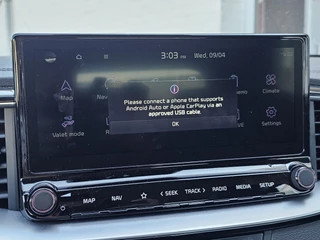 3:03 PM Wed, 09/04
Map
Climate
Please connect a phone that supports
Android Auto or Apple CarPlay via an
approved USB cable.
OK
Valet mode
Settings
MAP NAV ☆ < SEEK TRACK > RADIO MEDIA SETUP